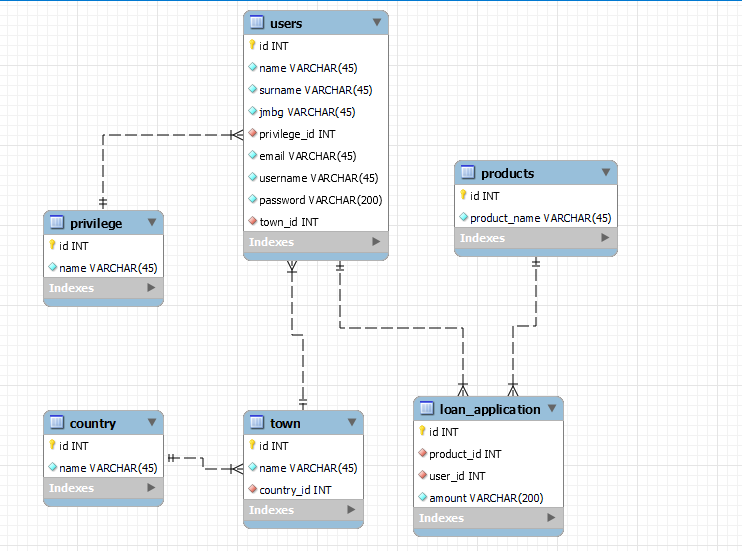 users
id INT
name VARCHAR(45)
surname VARCHAR(45)
jmbg VARCHAR(45)
privilege_id INT
email VARCHAR(45)
username VARCHAR(45)
password VARCHAR(200)
town_id INT
Indexes
products
id INT
product_name VARCHAR(45)
Indexes
privilege
id INT
name VARCHAR(45)
Indexes
country
id INT
name VARCHAR(45)
Indexes
town
id INT
name VARCHAR(45)
country_id INT
Indexes
loan_application
id INT
product_id INT
user_id INT
amount VARCHAR(200)
Indexes